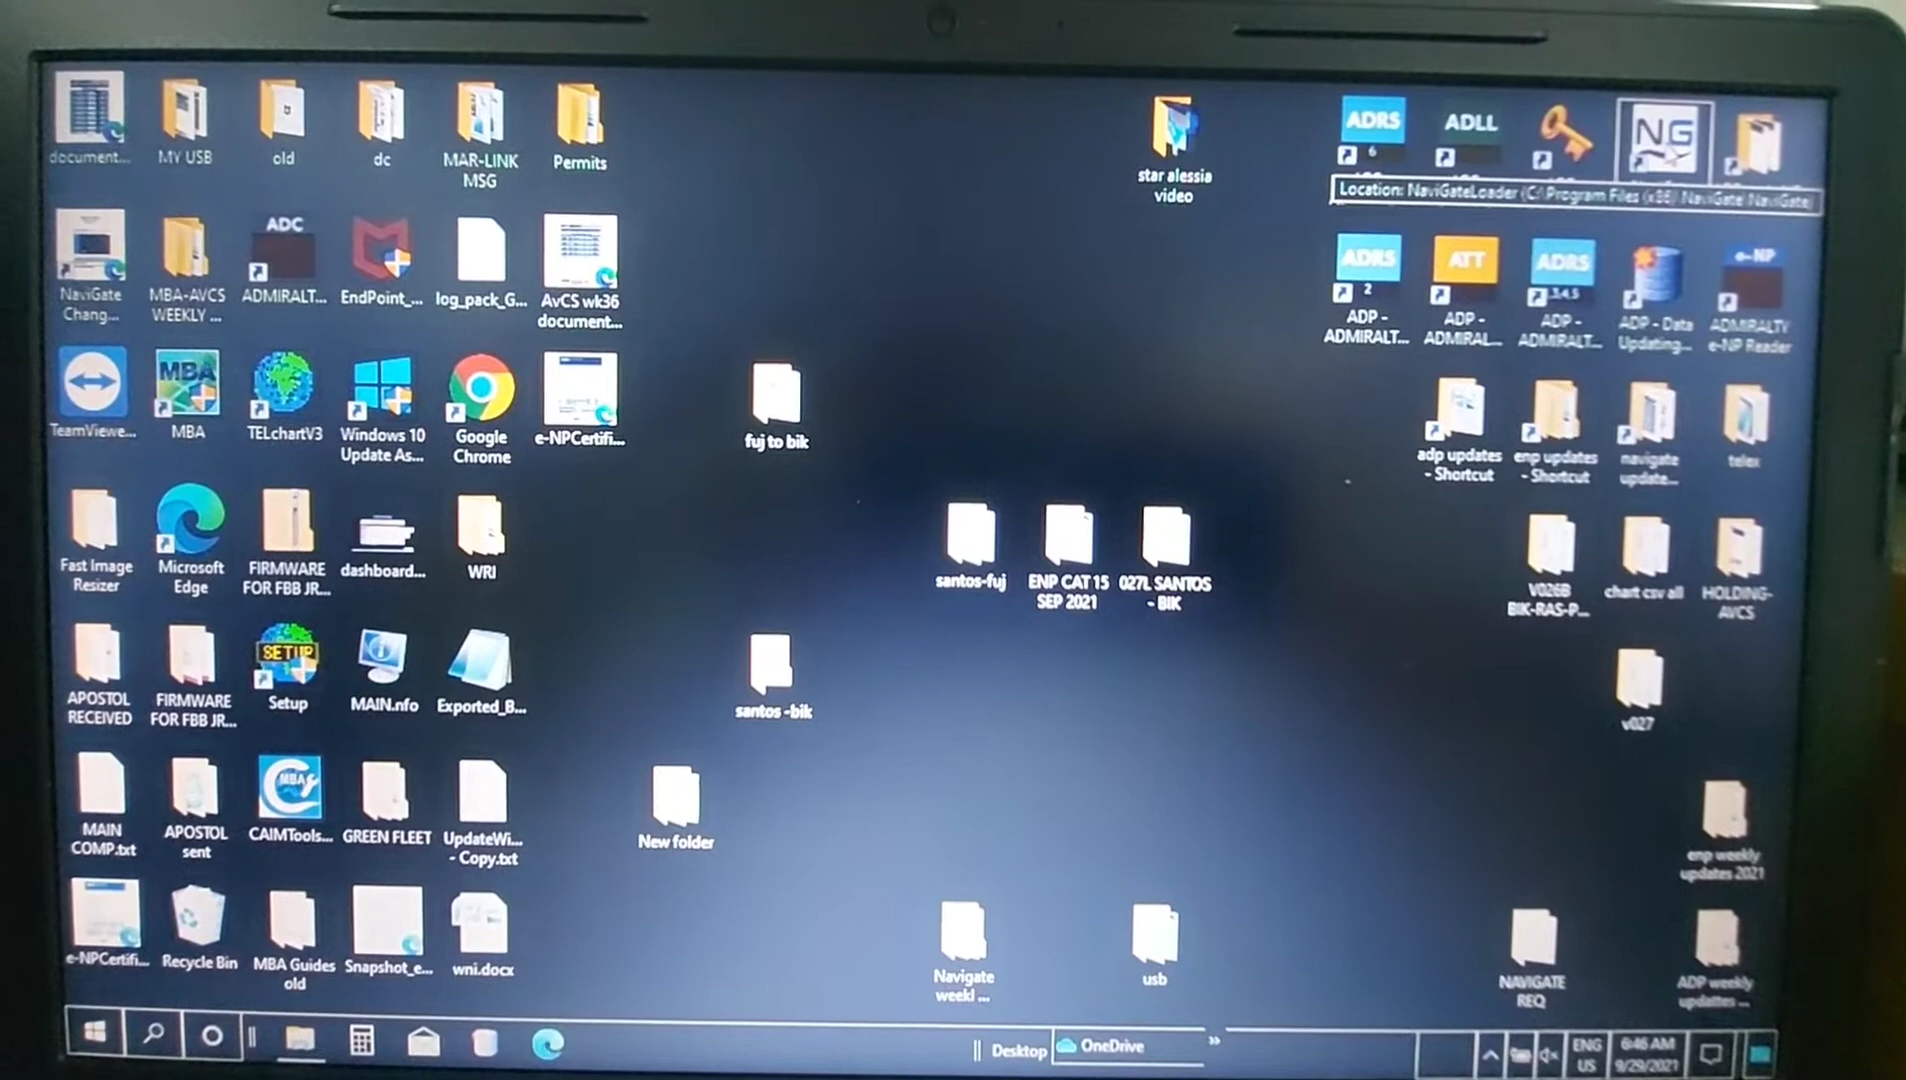 document...
MY USB
old
dc
MAR-LINK
MSG
Permits
star alessia
video
ADRS
6
ADLL
NG
Location: NaviGateLoader (C:\Program Files (x86)\NaviGate\NaviGate)
NaviGate
Chang...
MBA-AVCS
WEEKLY ...
ADC
ADMIRALT...
EndPoint_...
log_pack_G...
AvCS wk36
document...
ADRS
2
ADP -
ADMIRALT...
ATT
ADP -
ADMIRAL...
ADRS
3,4,5
ADP -
ADMIRALT...
ADP - Data
Updating...
e-NP
ADMIRALTY
e-NP Reader
TeamViewe...
MBA
MBA
TELchartV3
Windows 10
Update As...
Google
Chrome
e-NPCertifi...
fuj to bik
adp updates
- Shortcut
enp updates
- Shortcut
navigate
update...
telex
Fast Image
Resizer
Microsoft
Edge
FIRMWARE
FOR FBB JR...
dashboard...
WRI
santos-fuj
ENP CAT 15
SEP 2021
027L SANTOS
- BIK
V026B
BIK-RAS-P...
chart csv all
HOLDING-
AVCS
APOSTOL
RECEIVED
FIRMWARE
FOR FBB JR...
SETUP
Setup
MAIN.nfo
Exported_B...
santos -bik
v027
MAIN
COMP.txt
APOSTOL
sent
MBA
CAIMTools...
GREEN FLEET
UpdateWi...
- Copy.txt
New folder
enp weekly
updates 2021
e-NPCertifi...
Recycle Bin
MBA Guides
old
Snapshot_e...
wni.docx
Navigate
weekl ...
usb
NAVIGATE
REQ
ADP weekly
updattes ...
Desktop
OneDrive
»
ENG
US
6:46 AM
9/29/2021